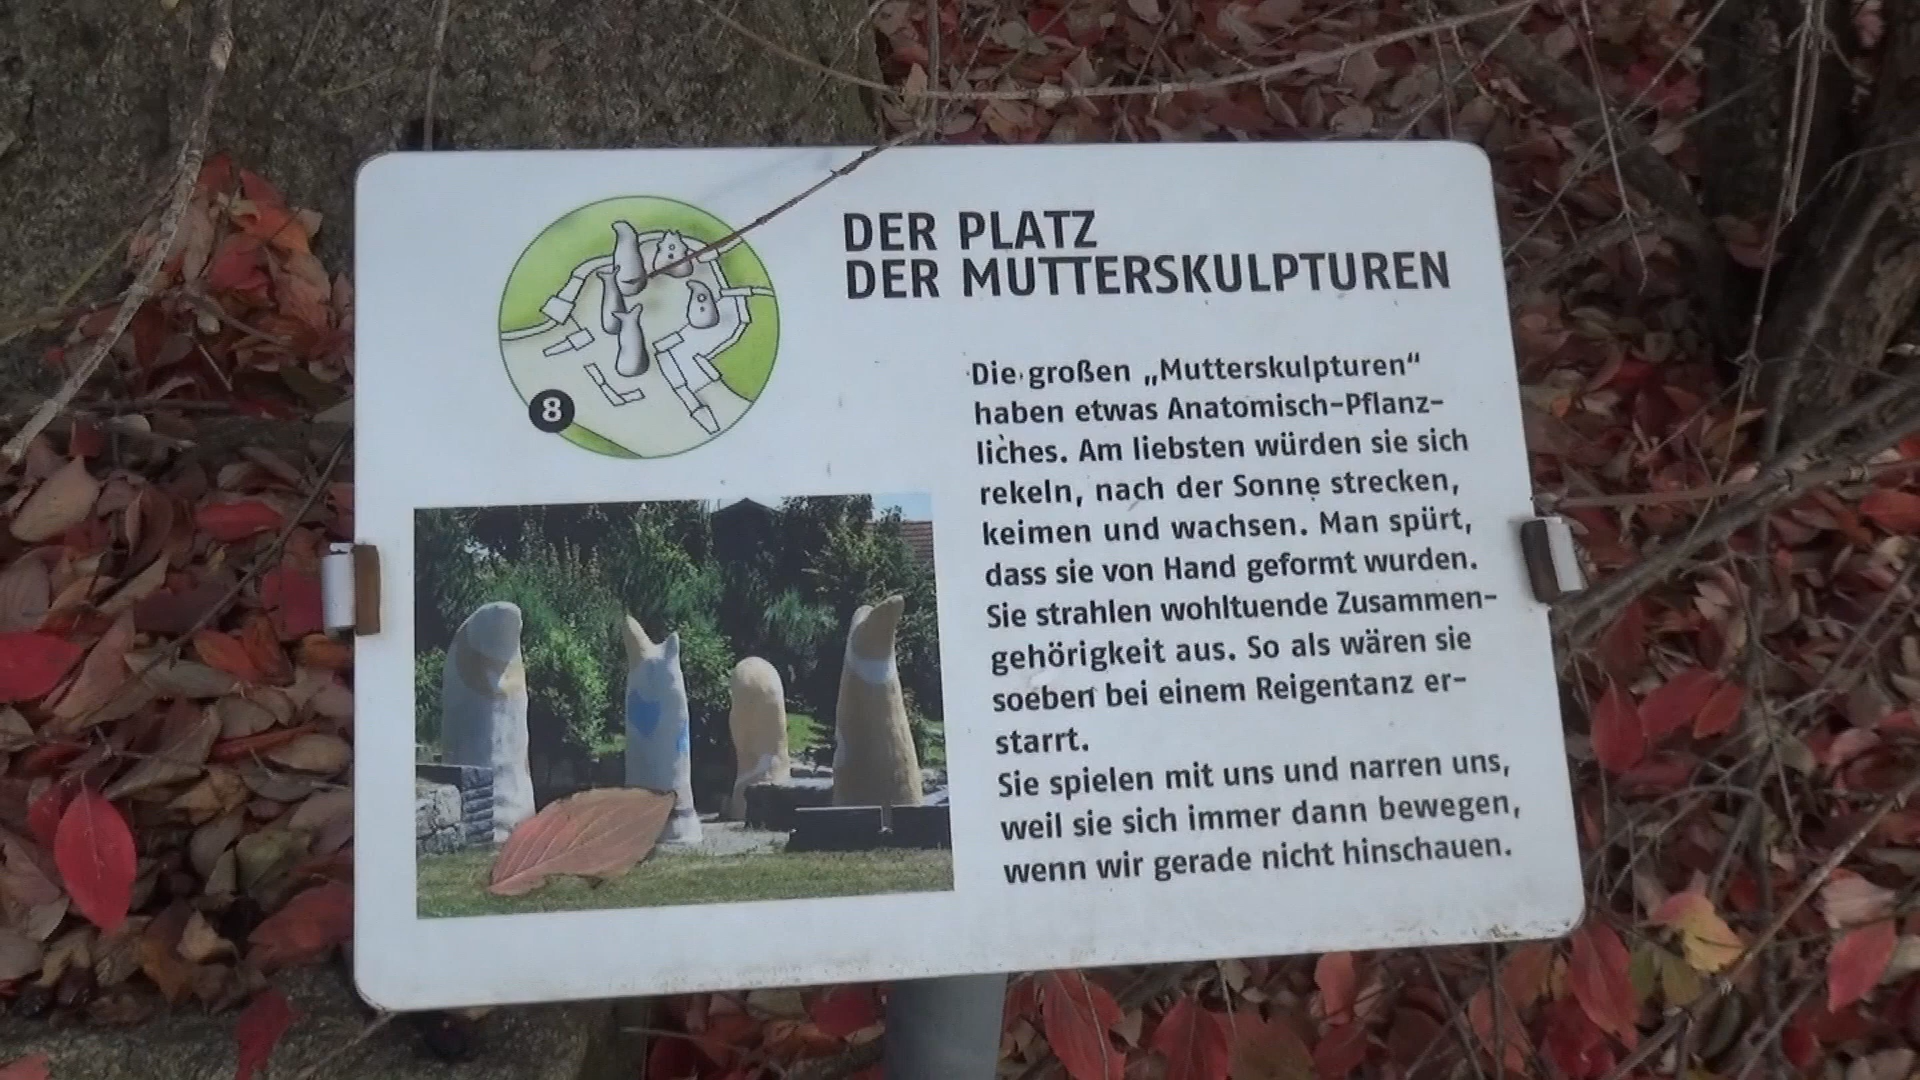 DER PLATZ
DER MUTTERSKULPTUREN
8
Die großen „Mutterskulpturen“
haben etwas Anatomisch-Pflanz-
liches. Am liebsten würden sie sich
rekeln, nach der Sonne strecken,
keimen und wachsen. Man spürt,
dass sie von Hand geformt wurden.
Sie strahlen wohltuende Zusammen-
gehörigkeit aus. So als wären sie
soeben bei einem Reigentanz er-
starrt.
Sie spielen mit uns und narren uns,
weil sie sich immer dann bewegen,
wenn wir gerade nicht hinschauen.